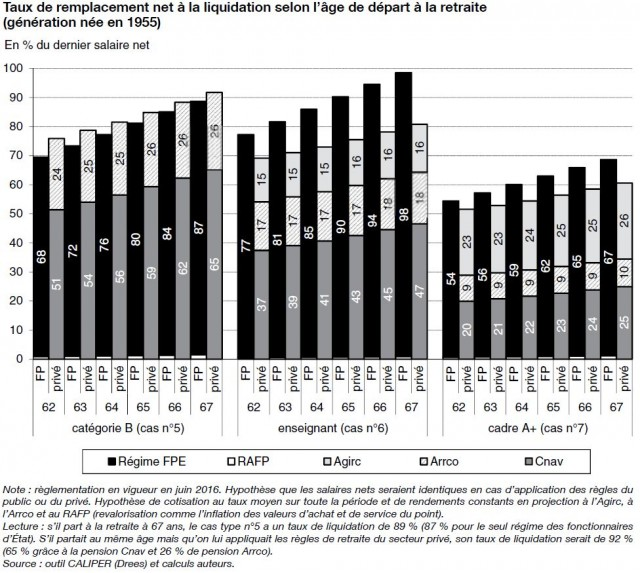 Taux de remplacement net à la liquidation selon l'âge de départ à la retraite
(génération née en 1955)
En % du dernier salaire net
100
90
80
70
60
50
40
30
20
10
0
68 51 24 72 54 25 76 56 25 80 59 26 84 62 26 87 65 26
77 37 17 15 81 39 17 15 85 41 17 15 90 43 17 16 94 45 18 16 98 47 18 16
54 20 9 23 56 21 9 23 59 22 9 24 62 23 9 25 65 24 9 25 67 25 10 26
FP privé FP privé FP privé FP privé FP privé FP privé FP privé FP privé FP privé FP privé FP privé FP privé FP privé FP privé FP privé FP privé FP privé FP privé
62 63 64 65 66 67 62 63 64 65 66 67 62 63 64 65 66 67
catégorie B (cas n°5) enseignant (cas n°6) cadre A+ (cas n°7)
Régime FPE RAFP Agirc Arrco Cnav
Note : règlementation en vigueur en juin 2016. Hypothèse que les salaires nets seraient identiques en cas d'application des règles du
public ou du privé. Hypothèse de cotisation au taux moyen sur toute la période et de rendements constants en projection à l'Agirc, à
l'Arrco et au RAFP (revalorisation comme l'inflation des valeurs d'achat et de service du point).
Lecture : s'il part à la retraite à 67 ans, le cas type n°5 a un taux de liquidation de 89 % (87 % pour le seul régime des fonctionnaires
d'État). S'il partait au même âge mais qu'on lui appliquait les règles de retraite du secteur privé, son taux de liquidation serait de 92 %
(65 % grâce à la pension Cnav et 26 % de pension Arrco).
Source : outil CALIPER (Drees) et calculs auteurs.